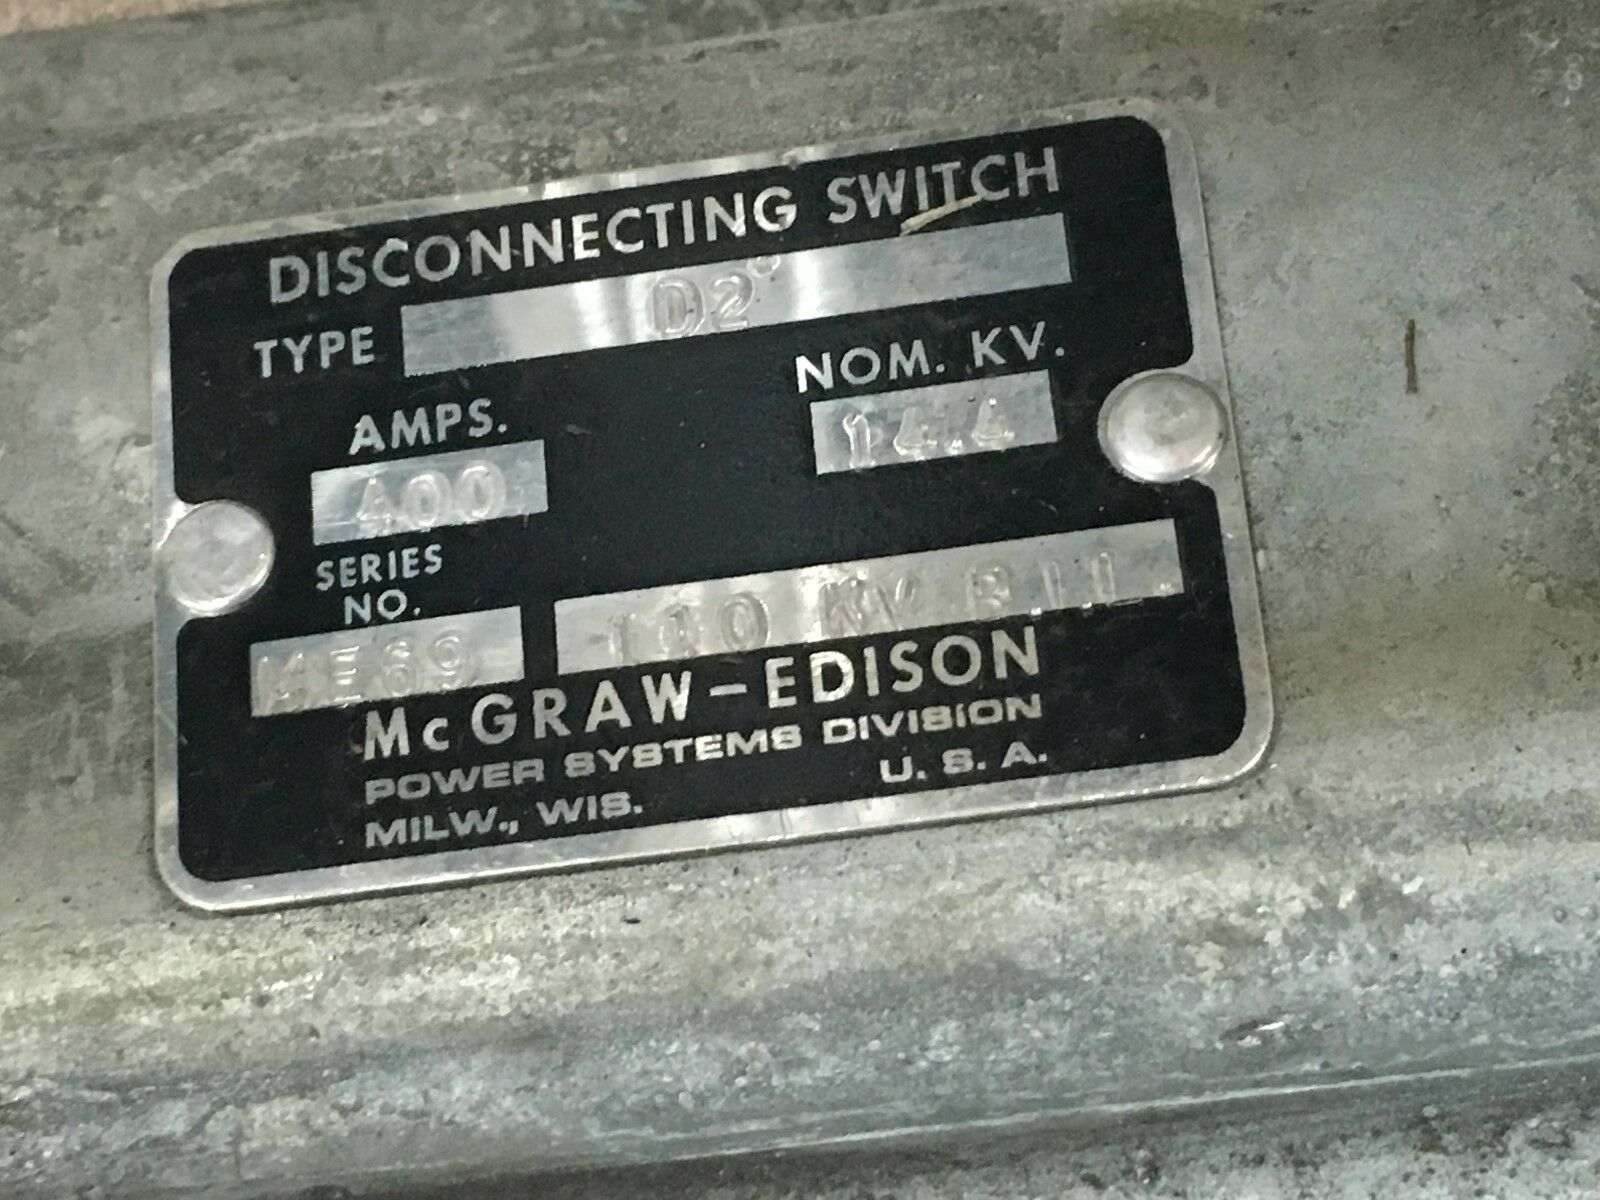 DISCONNECTING SWITCH
TYPE D2°
AMPS. NOM. KV.
400 14.4
SERIES
NO.
ME69 110 KV B.I.L.
McGRAW-EDISON
POWER SYSTEMS DIVISION
MILW., WIS. U. S. A.